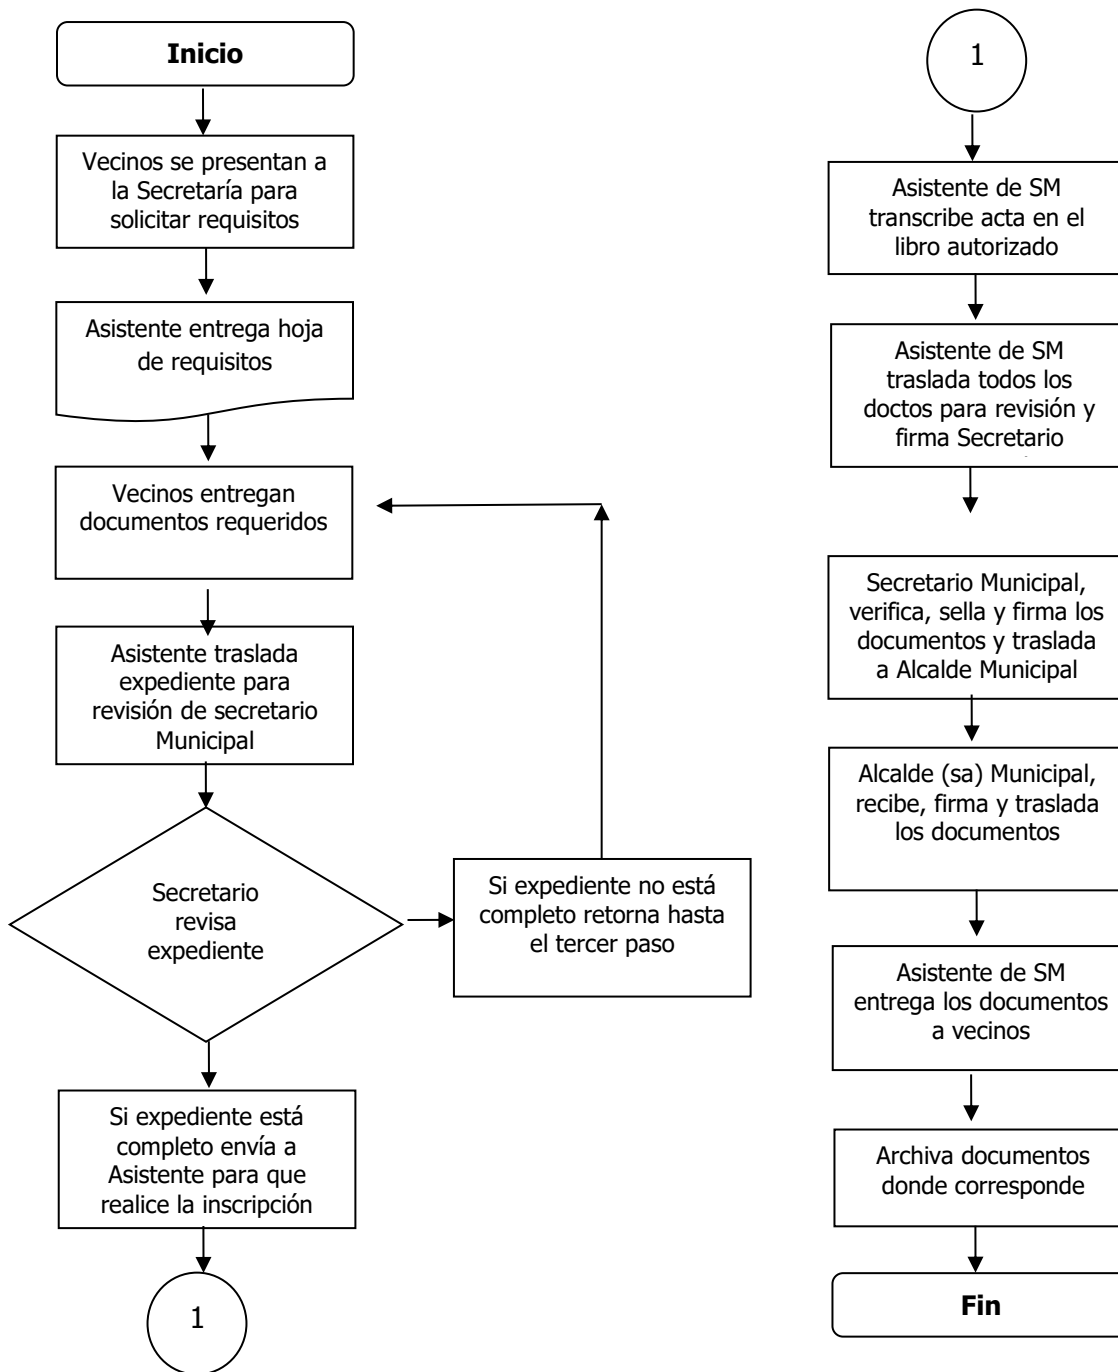 Inicio
Vecinos se presentan a
la Secretaría para
solicitar requisitos
Asistente entrega hoja
de requisitos
Vecinos entregan
documentos requeridos
Asistente traslada
expediente para
revisión de secretario
Municipal
Secretario
revisa
expediente
Si expediente no está
completo retorna hasta
el tercer paso
Si expediente está
completo envía a
Asistente para que
realice la inscripción
1
1
Asistente de SM
transcribe acta en el
libro autorizado
Asistente de SM
traslada todos los
doctos para revisión y
firma Secretario
Secretario Municipal,
verifica, sella y firma los
documentos y traslada
a Alcalde Municipal
Alcalde (sa) Municipal,
recibe, firma y traslada
los documentos
Asistente de SM
entrega los documentos
a vecinos
Archiva documentos
donde corresponde
Fin